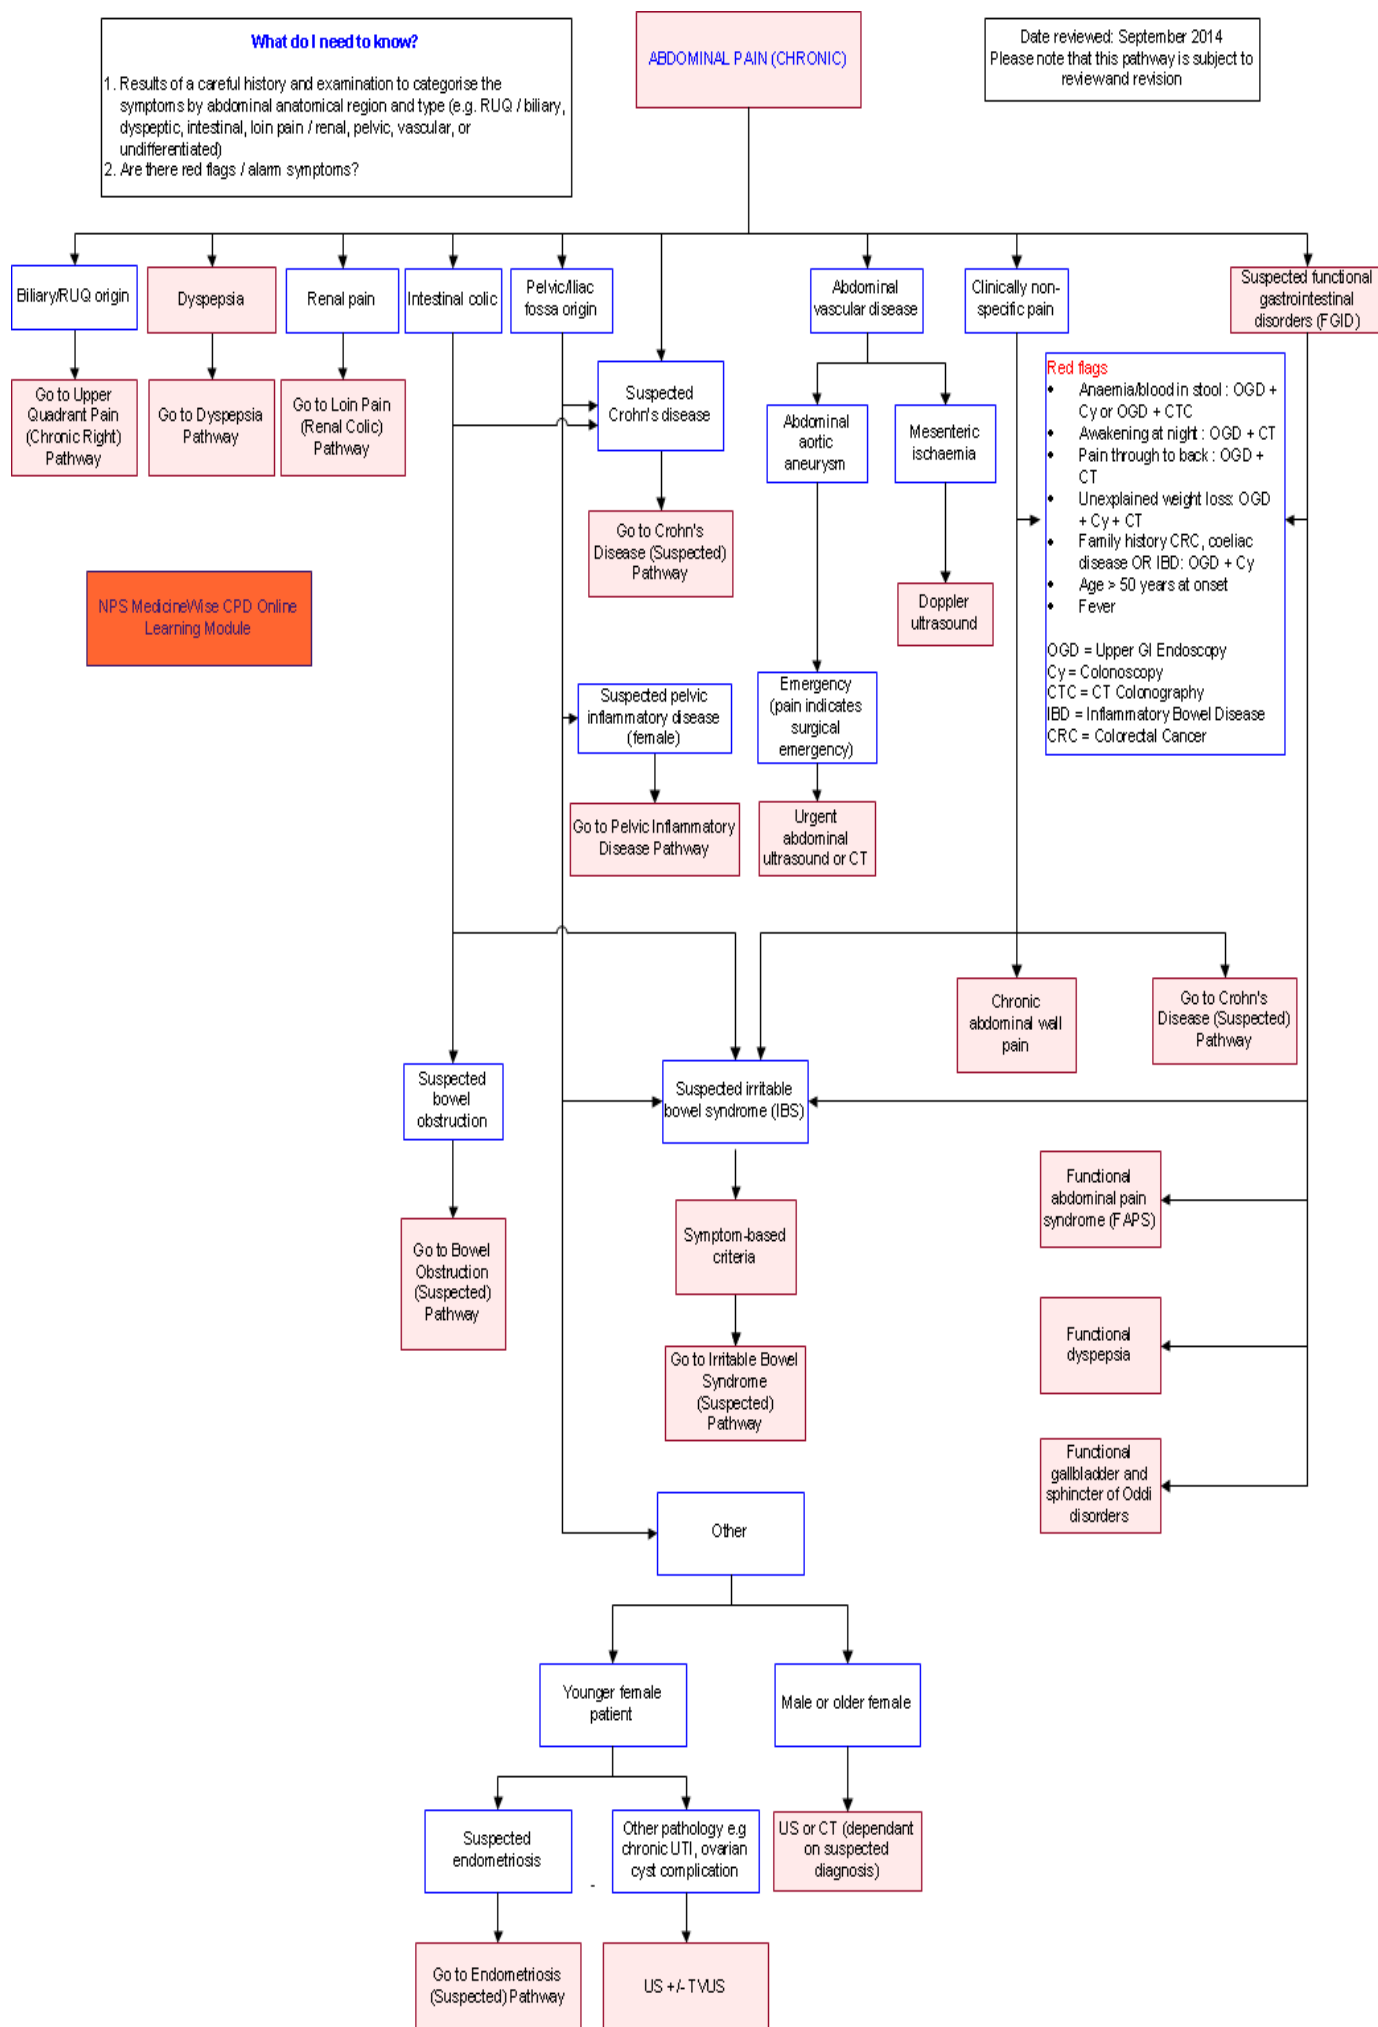 What do I need to know?
1. Results of a careful history and examination to categorise the
symptoms by abdominal anatomical region and type (e.g. RUQ / biliary,
dyspeptic, intestinal, loin pain / renal, pelvic, vascular, or
undifferentiated)
2. Are there red flags / alarm symptoms?
ABDOMINAL PAIN (CHRONIC)
Date reviewed: September 2014
Please note that this pathway is subject to
reviewand revision
Biliary/RUQ origin
Dyspepsia
Renal pain
Intestinal colic
Pelvic/Iliac
fossa origin
Abdominal
vascular disease
Clinically non-
specific pain
Suspected functional
gastrointestinal
disorders (FGID)
Go to Upper
Quadrant Pain
(Chronic Right)
Pathway
Go to Dyspepsia
Pathway
Go to Loin Pain
(Renal Colic)
Pathway
Suspected
Crohn's disease
Abdominal
aortic
aneurysm
Mesenteric
ischaemia
Red flags
• Anaemia/blood in stool : OGD +
Cy or OGD + CTC
• Awakening at night : OGD + CT
• Pain through to back : OGD +
CT
• Unexplained weight loss: OGD
+ Cy + CT
• Family history CRC, coeliac
disease OR IBD: OGD + Cy
• Age > 50 years at onset
• Fever
OGD = Upper GI Endoscopy
Cy = Colonoscopy
CTC = CT Colonography
IBD = Inflammatory Bowel Disease
CRC = Colorectal Cancer
Go to Crohn's
Disease (Suspected)
Pathway
NPS MedicineWise CPD Online
Learning Module
Doppler
ultrasound
Suspected pelvic
inflammatory disease
(female)
Emergency
(pain indicates
surgical
emergency)
Go to Pelvic Inflammatory
Disease Pathway
Urgent
abdominal
ultrasound or CT
Chronic
abdominal wall
pain
Go to Crohn's
Disease (Suspected)
Pathway
Suspected
bowel
obstruction
Suspected irritable
bowel syndrome (IBS)
Functional
abdominal pain
syndrome (FAPS)
Go to Bowel
Obstruction
(Suspected)
Pathway
Symptom-based
criteria
Functional
dyspepsia
Go to Irritable Bowel
Syndrome
(Suspected)
Pathway
Functional
gallbladder and
sphincter of Oddi
disorders
Other
Younger female
patient
Male or older female
Suspected
endometriosis
-
Other pathology e.g
chronic UTI, ovarian
cyst complication
US or CT (dependant
on suspected
diagnosis)
Go to Endometriosis
(Suspected) Pathway
US +/- TVUS